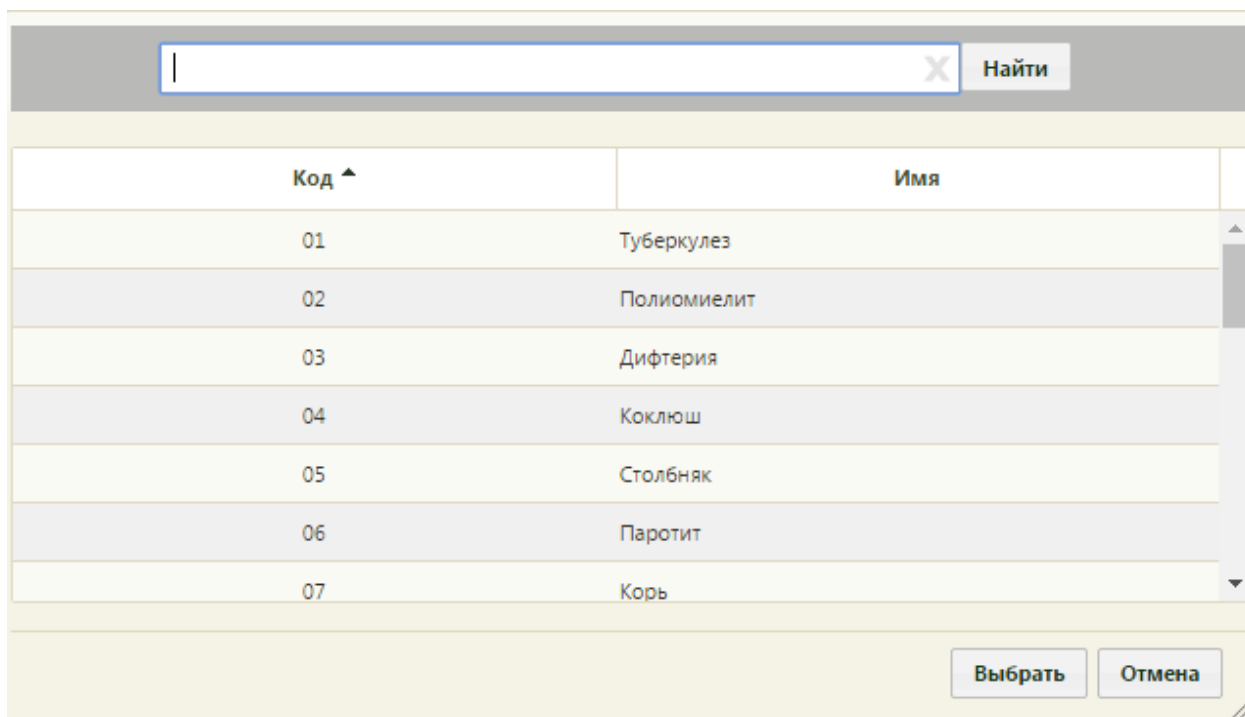 Найти
Код Имя
01 Туберкулез
02 Полиомиелит
03 Дифтерия
04 Коклюш
05 Столбняк
06 Паротит
07 Корь
Выбрать Отмена